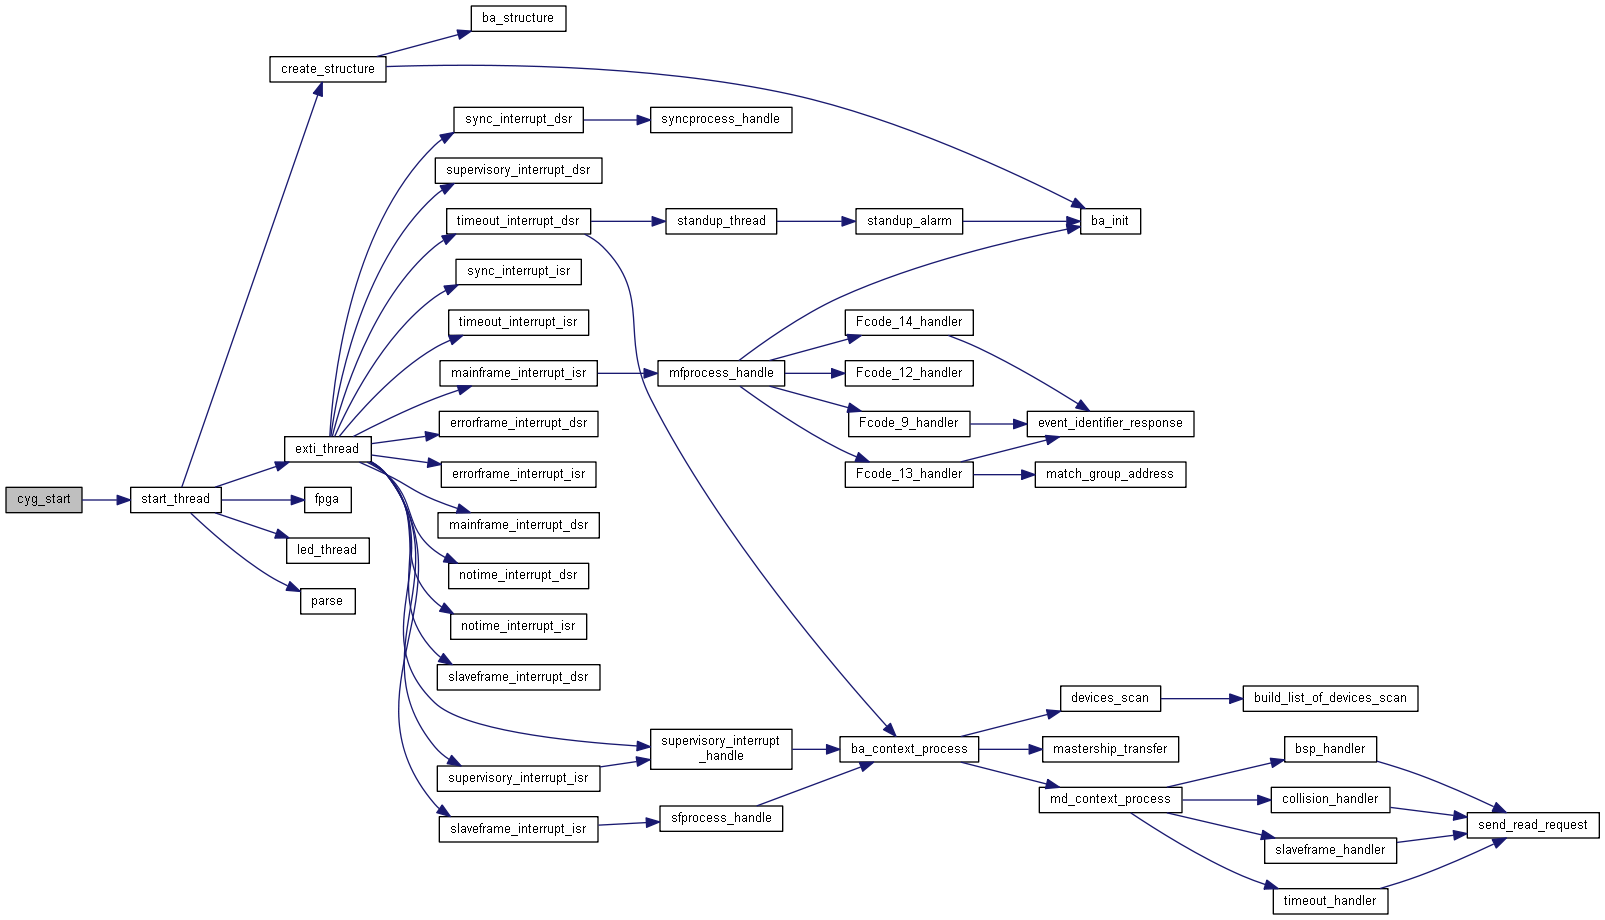 ba_structure
create_structure
sync_interrupt_dsr
syncprocess_handle
supervisory_interrupt_dsr
timeout_interrupt_dsr
standup_thread
standup_alarm
ba_init
sync_interrupt_isr
timeout_interrupt_isr
Fcode_14_handler
mainframe_interrupt_isr
mfprocess_handle
Fcode_12_handler
errorframe_interrupt_dsr
Fcode_9_handler
event_identifier_response
exti_thread
errorframe_interrupt_isr
Fcode_13_handler
match_group_address
cyg_start
start_thread
fpga
mainframe_interrupt_dsr
led_thread
notime_interrupt_dsr
parse
notime_interrupt_isr
slaveframe_interrupt_dsr
devices_scan
build_list_of_devices_scan
supervisory_interrupt
_handle
ba_context_process
mastership_transfer
bsp_handler
supervisory_interrupt_isr
md_context_process
collision_handler
slaveframe_interrupt_isr
sfprocess_handle
send_read_request
slaveframe_handler
timeout_handler